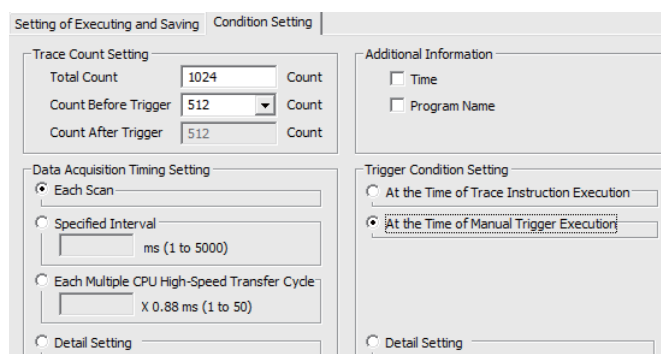 Setting of Executing and Saving Condition Setting
Trace Count Setting
Total Count 1024 Count
Count Before Trigger 512 Count
Count After Trigger 512 Count
Additional Information
Time
Program Name
Data Acquisition Timing Setting
Each Scan
Specified Interval
ms (1 to 5000)
Each Multiple CPU High-Speed Transfer Cycle
X 0.88 ms (1 to 50)
Detail Setting
Trigger Condition Setting
At the Time of Trace Instruction Execution
At the Time of Manual Trigger Execution
Detail Setting